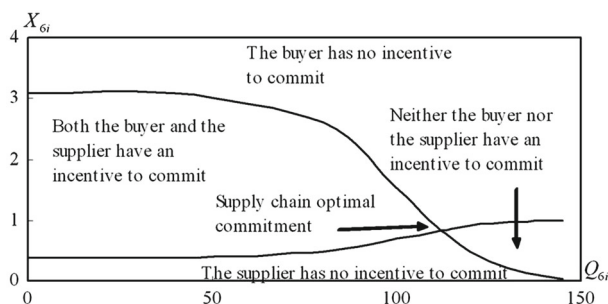 X6i
4
The buyer has no incentive
to commit
3
Neither the buyer nor
the supplier have an
incentive to commit
Both the buyer and the
supplier have an
incentive to commit
2
Supply chain optimal
commitment
1
The supplier has no incentive to commit
Q6i
0
0
50
100
150